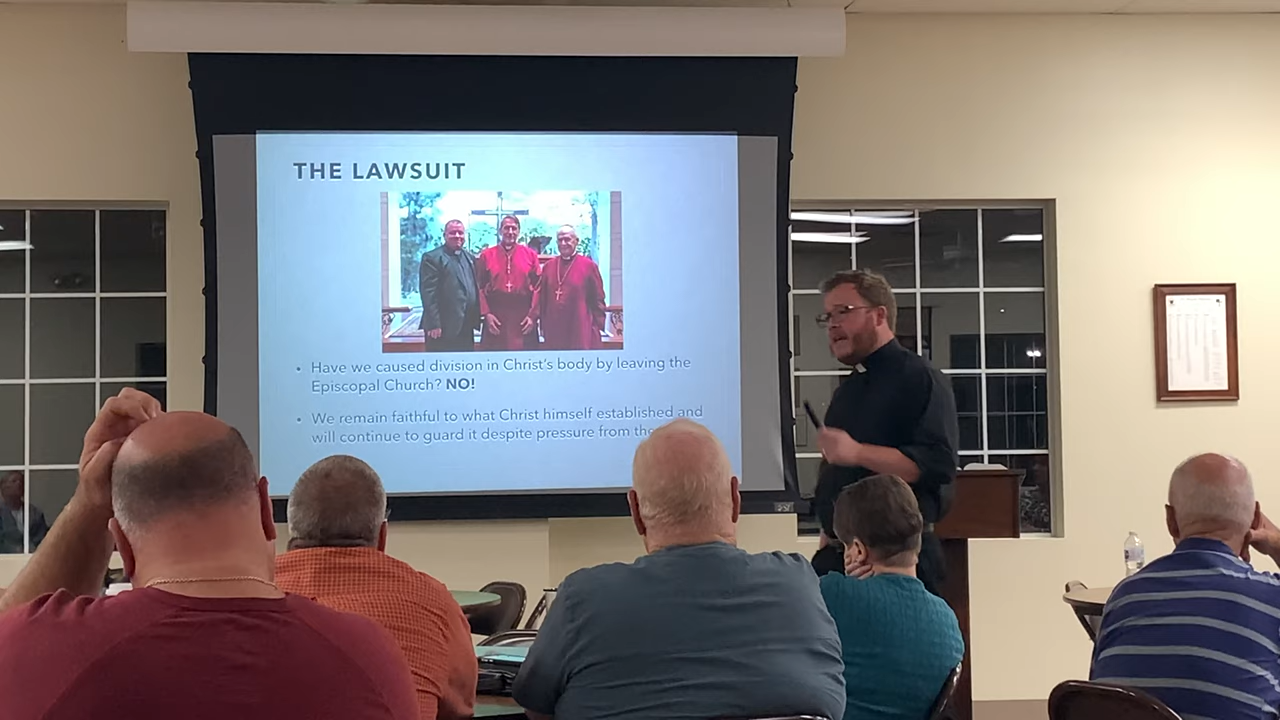 THE LAWSUIT
• Have we caused division in Christ's body by leaving the
Episcopal Church? NO!
• We remain faithful to what Christ himself established and
will continue to guard it despite pressure from